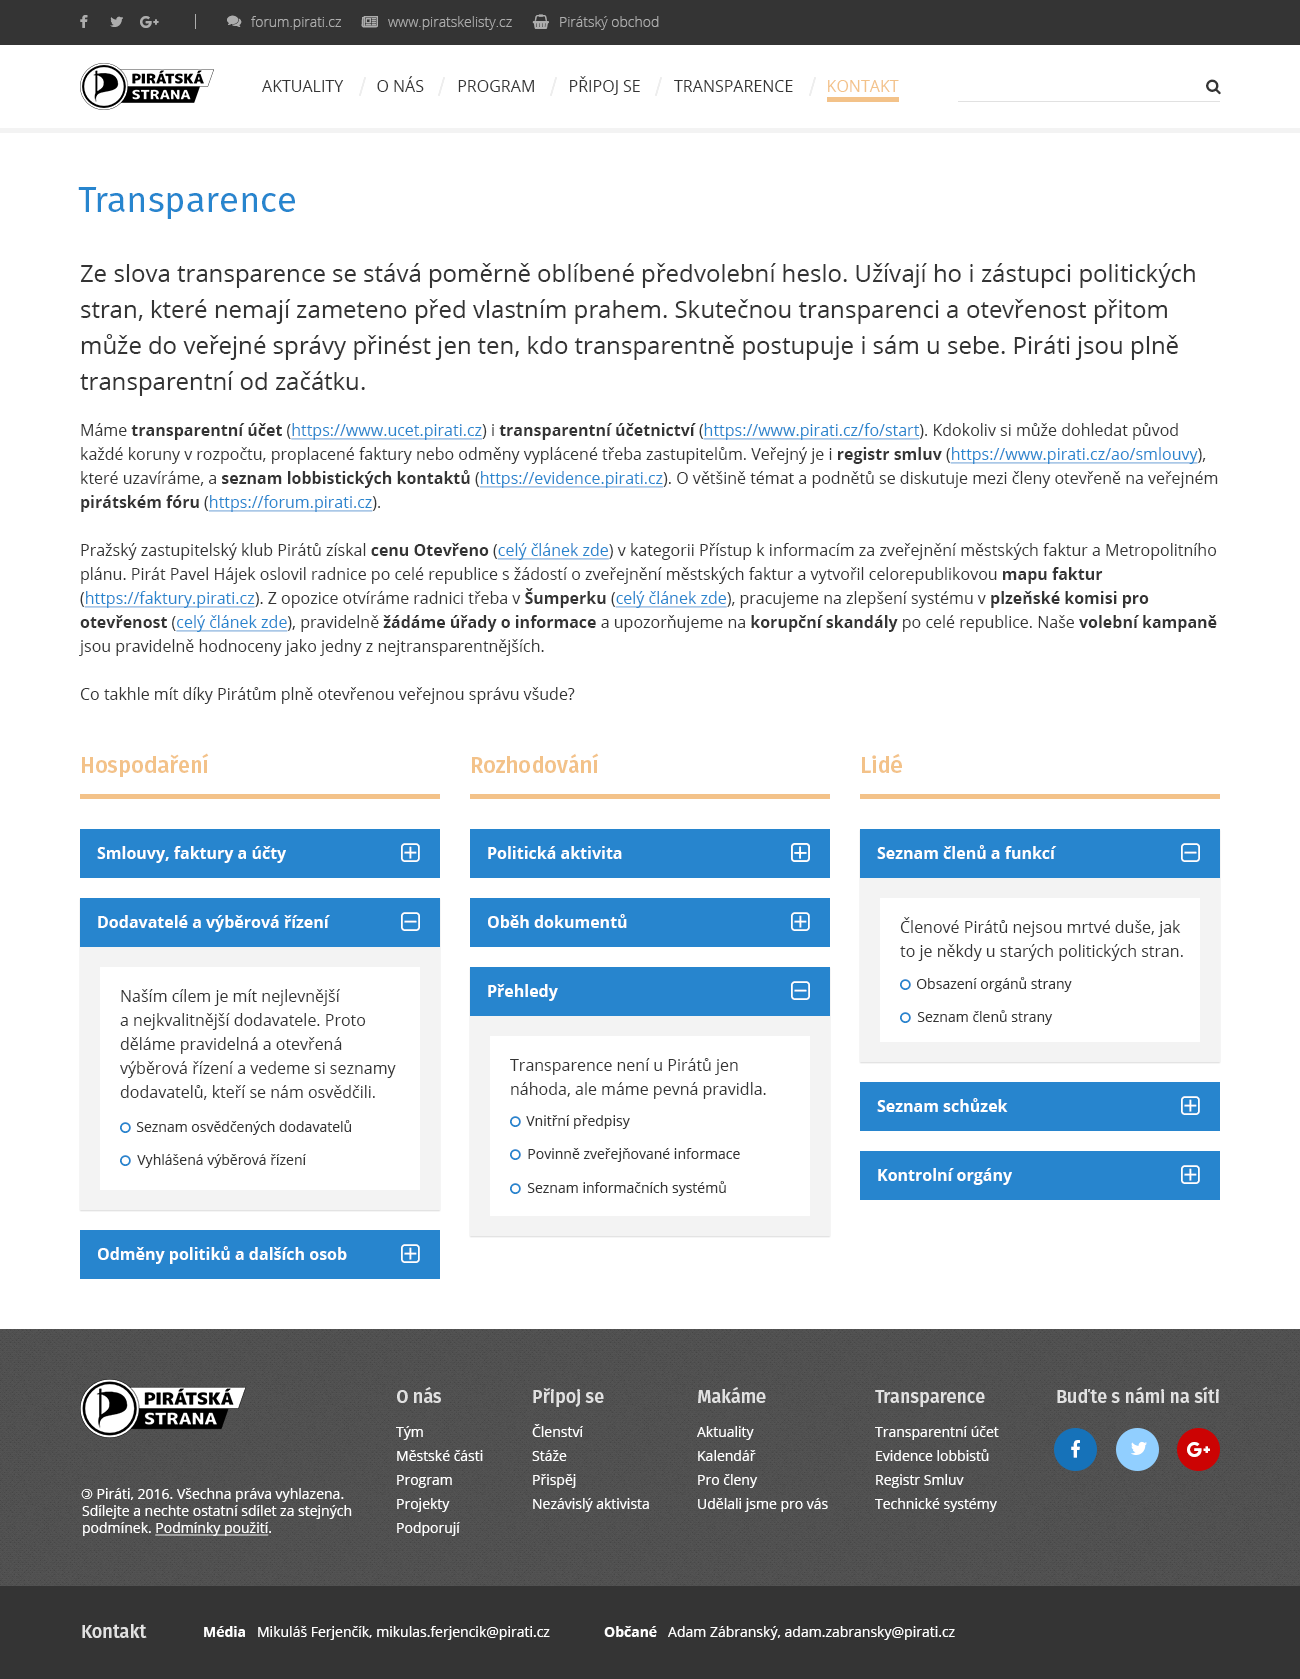 forum.pirati.cz www.piratskelisty.cz Pirátský obchod
PIRÁTSKÁ
STRANA
AKTUALITY / O NÁS / PROGRAM / PŘIPOJ SE / TRANSPARENCE / KONTAKT
Transparence
Ze slova transparence se stává poměrně oblíbené předvolební heslo. Užívají ho i zástupci politických
stran, které nemají zameteno před vlastním prahem. Skutečnou transparenci a otevřenost přitom
může do veřejné správy přinést jen ten, kdo transparentně postupuje i sám u sebe. Piráti jsou plně
transparentní od začátku.
Máme transparentní účet (https://www.ucet.pirati.cz) i transparentní účetnictví (https://www.pirati.cz/fo/start). Kdokoliv si může dohledat původ
každé koruny v rozpočtu, proplacené faktury nebo odměny vyplácené třeba zastupitelům. Veřejný je i registr smluv (https://www.pirati.cz/ao/smlouvy),
které uzavíráme, a seznam lobbistických kontaktů (https://evidence.pirati.cz). O většině témat a podnětů se diskutuje mezi členy otevřeně na veřejném
pirátském fóru (https://forum.pirati.cz).
Pražský zastupitelský klub Pirátů získal cenu Otevřeno (celý článek zde) v kategorii Přístup k informacím za zveřejnění městských faktur a Metropolitního
plánu. Pirát Pavel Hájek oslovil radnice po celé republice s žádostí o zveřejnění městských faktur a vytvořil celorepublikovou mapu faktur
(https://faktury.pirati.cz). Z opozice otvíráme radnici třeba v Šumperku (celý článek zde), pracujeme na zlepšení systému v plzeňské komisi pro
otevřenost (celý článek zde), pravidelně žádáme úřady o informace a upozorňujeme na korupční skandály po celé republice. Naše volební kampaně
jsou pravidelně hodnoceny jako jedny z nejtransparentnějších.
Co takhle mít díky Pirátům plně otevřenou veřejnou správu všude?
Hospodaření
Smlouvy, faktury a účty
Dodavatelé a výběrová řízení
Naším cílem je mít nejlevnější
a nejkvalitnější dodavatele. Proto
děláme pravidelná a otevřená
výběrová řízení a vedeme si seznamy
dodavatelů, kteří se nám osvědčili.
Seznam osvědčených dodavatelů
Vyhlášená výběrová řízení
Odměny politiků a dalších osob
Rozhodování
Politická aktivita
Oběh dokumentů
Přehledy
Transparence není u Pirátů jen
náhoda, ale máme pevná pravidla.
Vnitřní předpisy
Povinně zveřejňované informace
Seznam informačních systémů
Lidé
Seznam členů a funkcí
Členové Pirátů nejsou mrtvé duše, jak
to je někdy u starých politických stran.
Obsazení orgánů strany
Seznam členů strany
Seznam schůzek
Kontrolní orgány
PIRÁTSKÁ
STRANA
Piráti, 2016. Všechna práva vyhlazena.
Sdílejte a nechte ostatní sdílet za stejných
podmínek. Podmínky použití.
O nás
Tým
Městské části
Program
Projekty
Podporují
Připoj se
Členství
Stáže
Přispěj
Nezávislý aktivista
Makáme
Aktuality
Kalendář
Pro členy
Udělali jsme pro vás
Transparence
Transparentní účet
Evidence lobbistů
Registr Smluv
Technické systémy
Buďte s námi na síti
Kontakt Média Mikuláš Ferjenčík, mikulas.ferjencik@pirati.cz Občané Adam Zábranský, adam.zabransky@pirati.cz